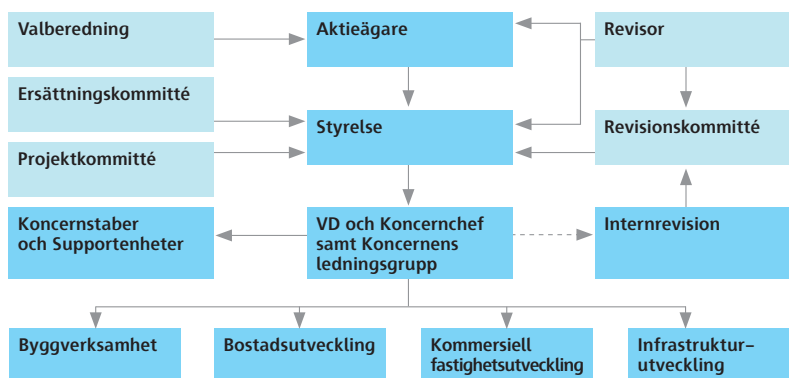 Valberedning
Aktieägare
Revisor
Ersättningskommitté
Styrelse
Revisionskommitté
Projektkommitté
Koncernstaber
och Supportenheter
VD och Koncernchef
samt Koncernens
ledningsgrupp
Internrevision
Byggverksamhet
Bostadsutveckling
Kommersiell
fastighetsutveckling
Infrastruktur–
utveckling